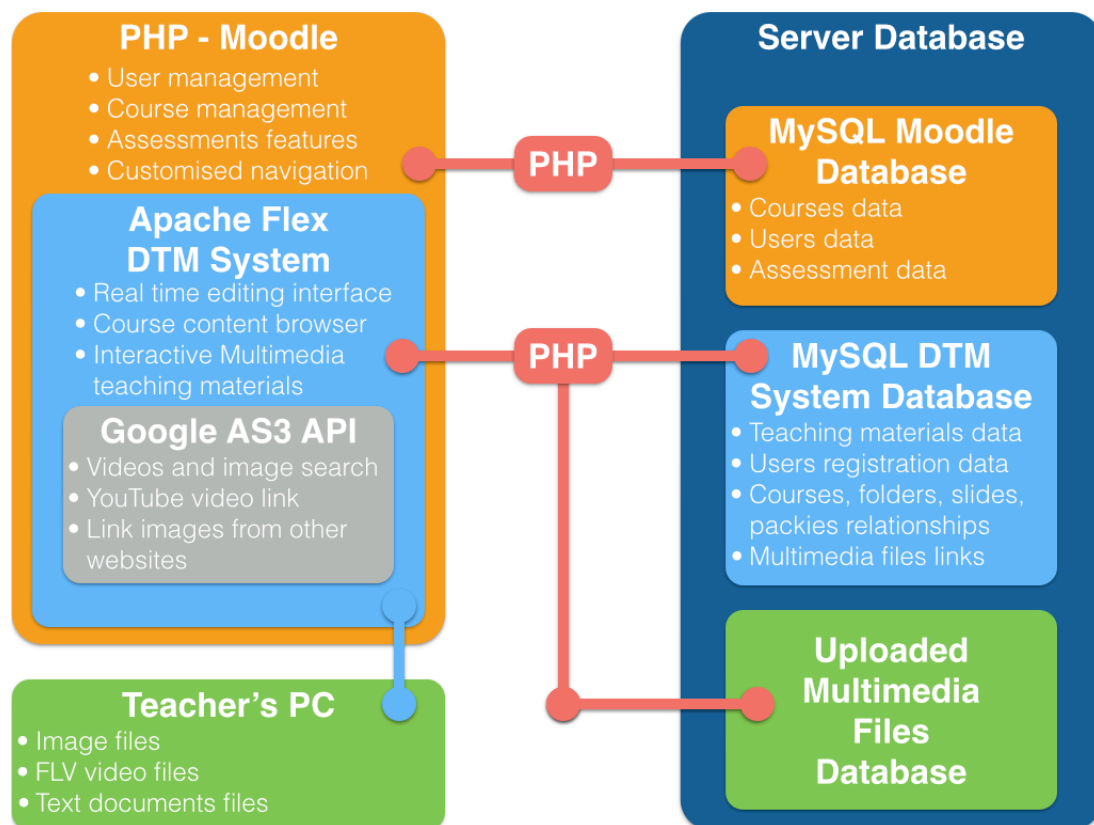 PHP - Moodle
• User management
• Course management
• Assessments features
• Customised navigation
Apache Flex
DTM System
• Real time editing interface
• Course content browser
• Interactive Multimedia
teaching materials
Google AS3 API
• Videos and image search
• YouTube video link
• Link images from other
websites
Teacher's PC
• Image files
• FLV video files
• Text documents files
PHP
PHP
Server Database
MySQL Moodle
Database
• Courses data
• Users data
• Assessment data
MySQL DTM
System Database
• Teaching materials data
• Users registration data
• Courses, folders, slides,
packies relationships
• Multimedia files links
Uploaded
Multimedia
Files
Database